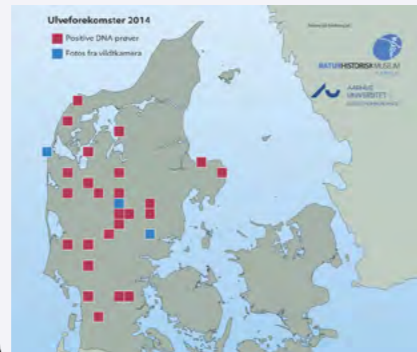 Ulveforekomster 2014
Positive DNA-prøver
Fotos fra vildtkamera
NATURHISTORISK MUSEUM
AARHUS
UNIVERSITET